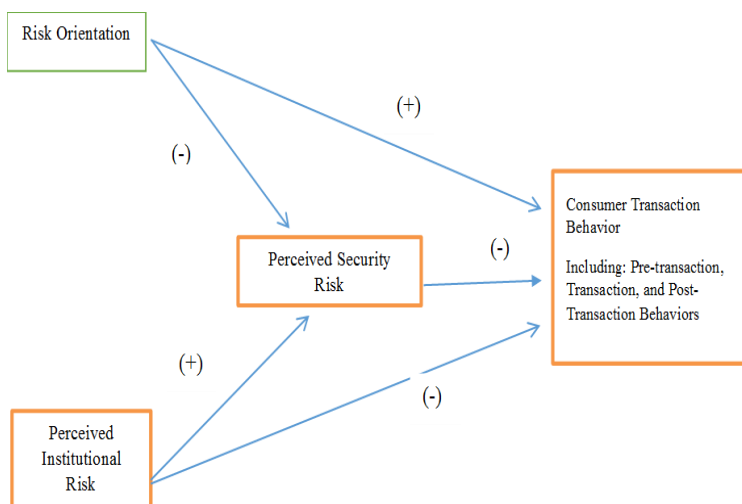 Risk Orientation
(+)
(-)
Consumer Transaction
Behavior
Including: Pre-transaction,
Transaction, and Post-
Transaction Behaviors
Perceived Security
Risk
(-)
(+)
(-)
Perceived
Institutional
Risk